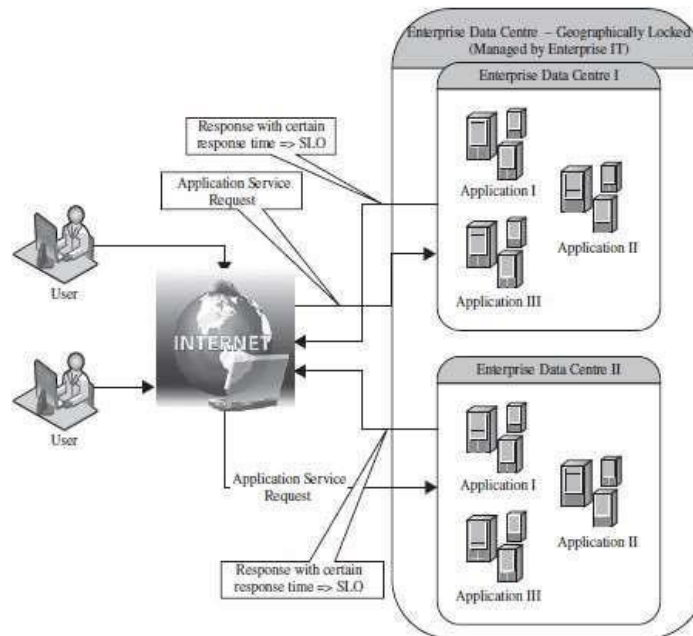 Enterprise Data Centre – Geographically Locked
(Managed by Enterprise IT)
Enterprise Data Centre I
Response with certain
response time => SLO
Application I
Application Service
Request
Application II
User
INTERNET
Application III
Enterprise Data Centre II
User
Application I
Application Service
Request
Application II
Response with certain
response time => SLO
Application III